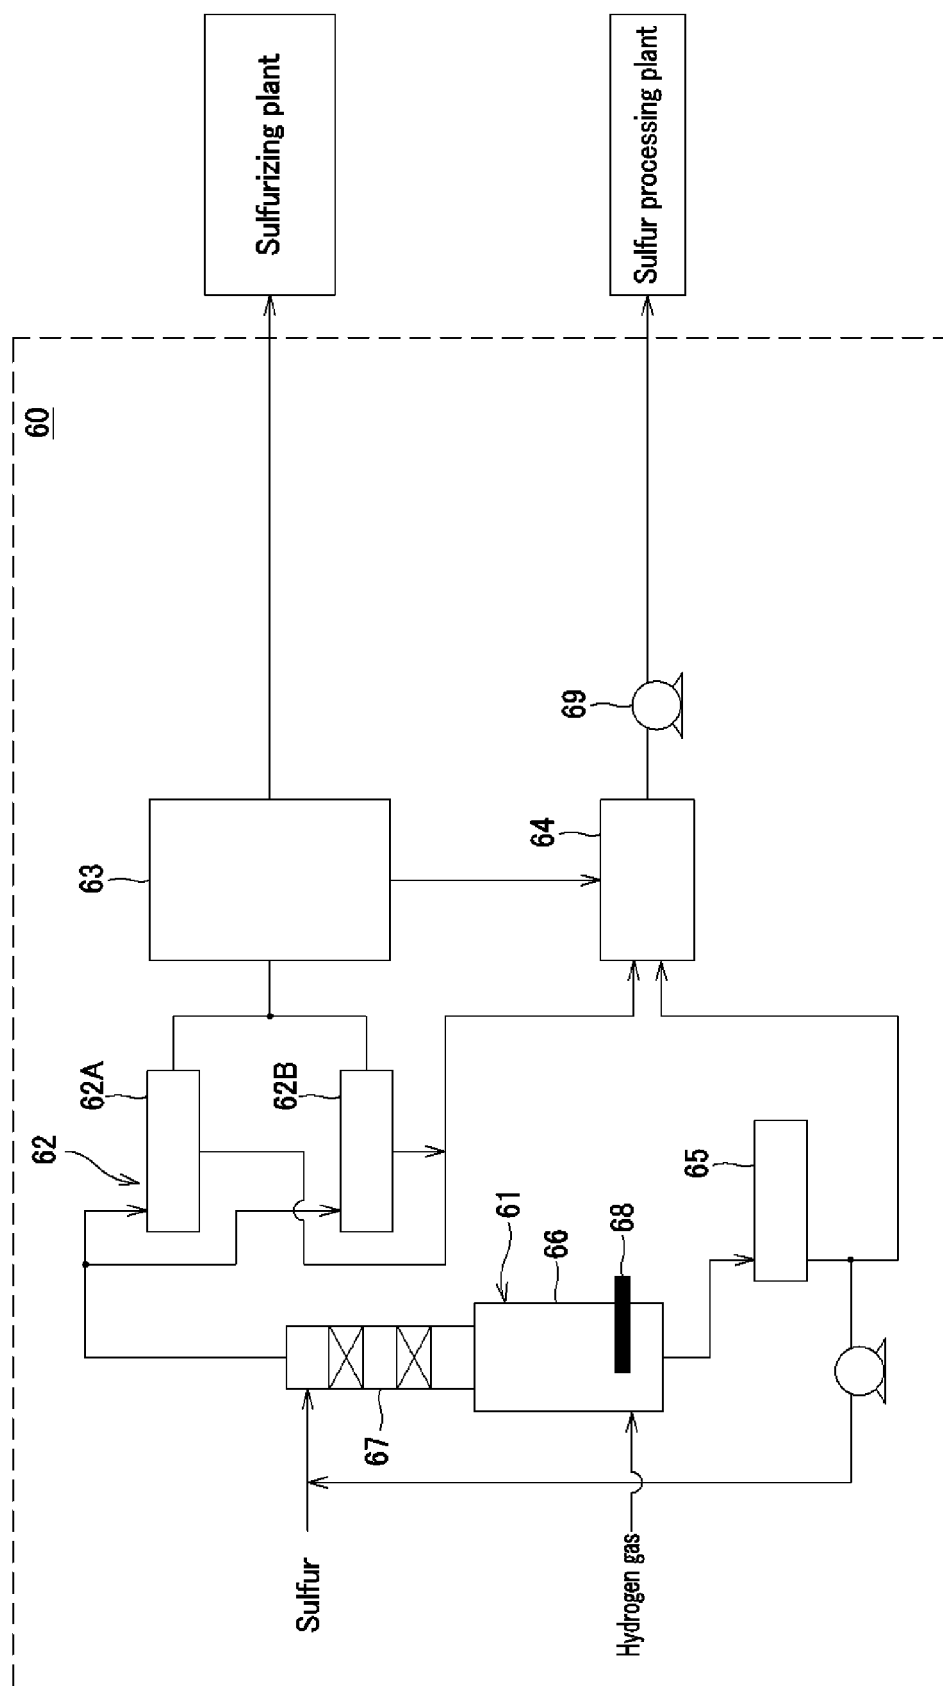 60
Sulfurizing plant
Sulfur processing plant
63
64
69
62
62A
62B
61
66
68
65
67
Sulfur
Hydrogen gas